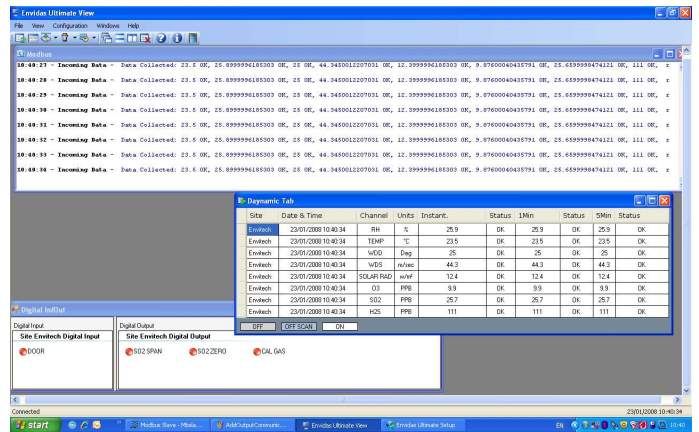 Envidas Ultimate View
File View Configuration Windows Help
Modbus
10:40:27 - Incoming Data - Data Collected: 23.5 OK, 25.8999996185303 OK, 25 OK, 44.3450012207031 OK, 12.3999996185303 OK, 9.87600040435791 OK, 25.6599998474121 OK, 111 OK, r
10:40:28 - Incoming Data - Data Collected: 23.5 OK, 25.8999996185303 OK, 25 OK, 44.3450012207031 OK, 12.3999996185303 OK, 9.87600040435791 OK, 25.6599998474121 OK, 111 OK, r
10:40:29 - Incoming Data - Data Collected: 23.5 OK, 25.8999996185303 OK, 25 OK, 44.3450012207031 OK, 12.3999996185303 OK, 9.87600040435791 OK, 25.6599998474121 OK, 111 OK, r
10:40:30 - Incoming Data - Data Collected: 23.5 OK, 25.8999996185303 OK, 25 OK, 44.3450012207031 OK, 12.3999996185303 OK, 9.87600040435791 OK, 25.6599998474121 OK, 111 OK, r
10:40:31 - Incoming Data - Data Collected: 23.5 OK, 25.8999996185303 OK, 25 OK, 44.3450012207031 OK, 12.3999996185303 OK, 9.87600040435791 OK, 25.6599998474121 OK, 111 OK, r
10:40:32 - Incoming Data - Data Collected: 23.5 OK, 25.8999996185303 OK, 25 OK, 44.3450012207031 OK, 12.3999996185303 OK, 9.87600040435791 OK, 25.6599998474121 OK, 111 OK, r
10:40:33 - Incoming Data - Data Collected: 23.5 OK, 25.8999996185303 OK, 25 OK, 44.3450012207031 OK, 12.3999996185303 OK, 9.87600040435791 OK, 25.6599998474121 OK, 111 OK, r
10:40:34 - Incoming Data - Data Collected: 23.5 OK, 25.8999996185303 OK, 25 OK, 44.3450012207031 OK, 12.3999996185303 OK, 9.87600040435791 OK, 25.6599998474121 OK, 111 OK, r
Daynamic Tab
Site Date & Time Channel Units Instant. Status 1Min Status 5Min Status
Envitech 23/01/2008 10:40:34 RH % 25.9 OK 25.9 OK 25.9 OK
Envitech 23/01/2008 10:40:34 TEMP °C 23.5 OK 23.5 OK 23.5 OK
Envitech 23/01/2008 10:40:34 WDD Deg 25 OK 25 OK 25 OK
Envitech 23/01/2008 10:40:34 WDS m/sec 44.3 OK 44.3 OK 44.3 OK
Envitech 23/01/2008 10:40:34 SOLAR RAD w/m² 12.4 OK 12.4 OK 12.4 OK
Envitech 23/01/2008 10:40:34 O3 PPB 9.9 OK 9.9 OK 9.9 OK
Envitech 23/01/2008 10:40:34 SO2 PPB 25.7 OK 25.7 OK 25.7 OK
Envitech 23/01/2008 10:40:34 H2S PPB 111 OK 111 OK 111 OK
OFF OFF SCAN ON
Digital In/Out
Digital Input Digital Output
Site Envitech Digital Input Site Envitech Digital Output
DOOR SO2 SPAN SO2 ZERO CAL GAS
Connected 23/01/2008 10:40:34
start Modbus Slave - Mbsla... AddOutputCommunic... Envidas Ultimate View Envidas Ultimate Setup EN 10:40